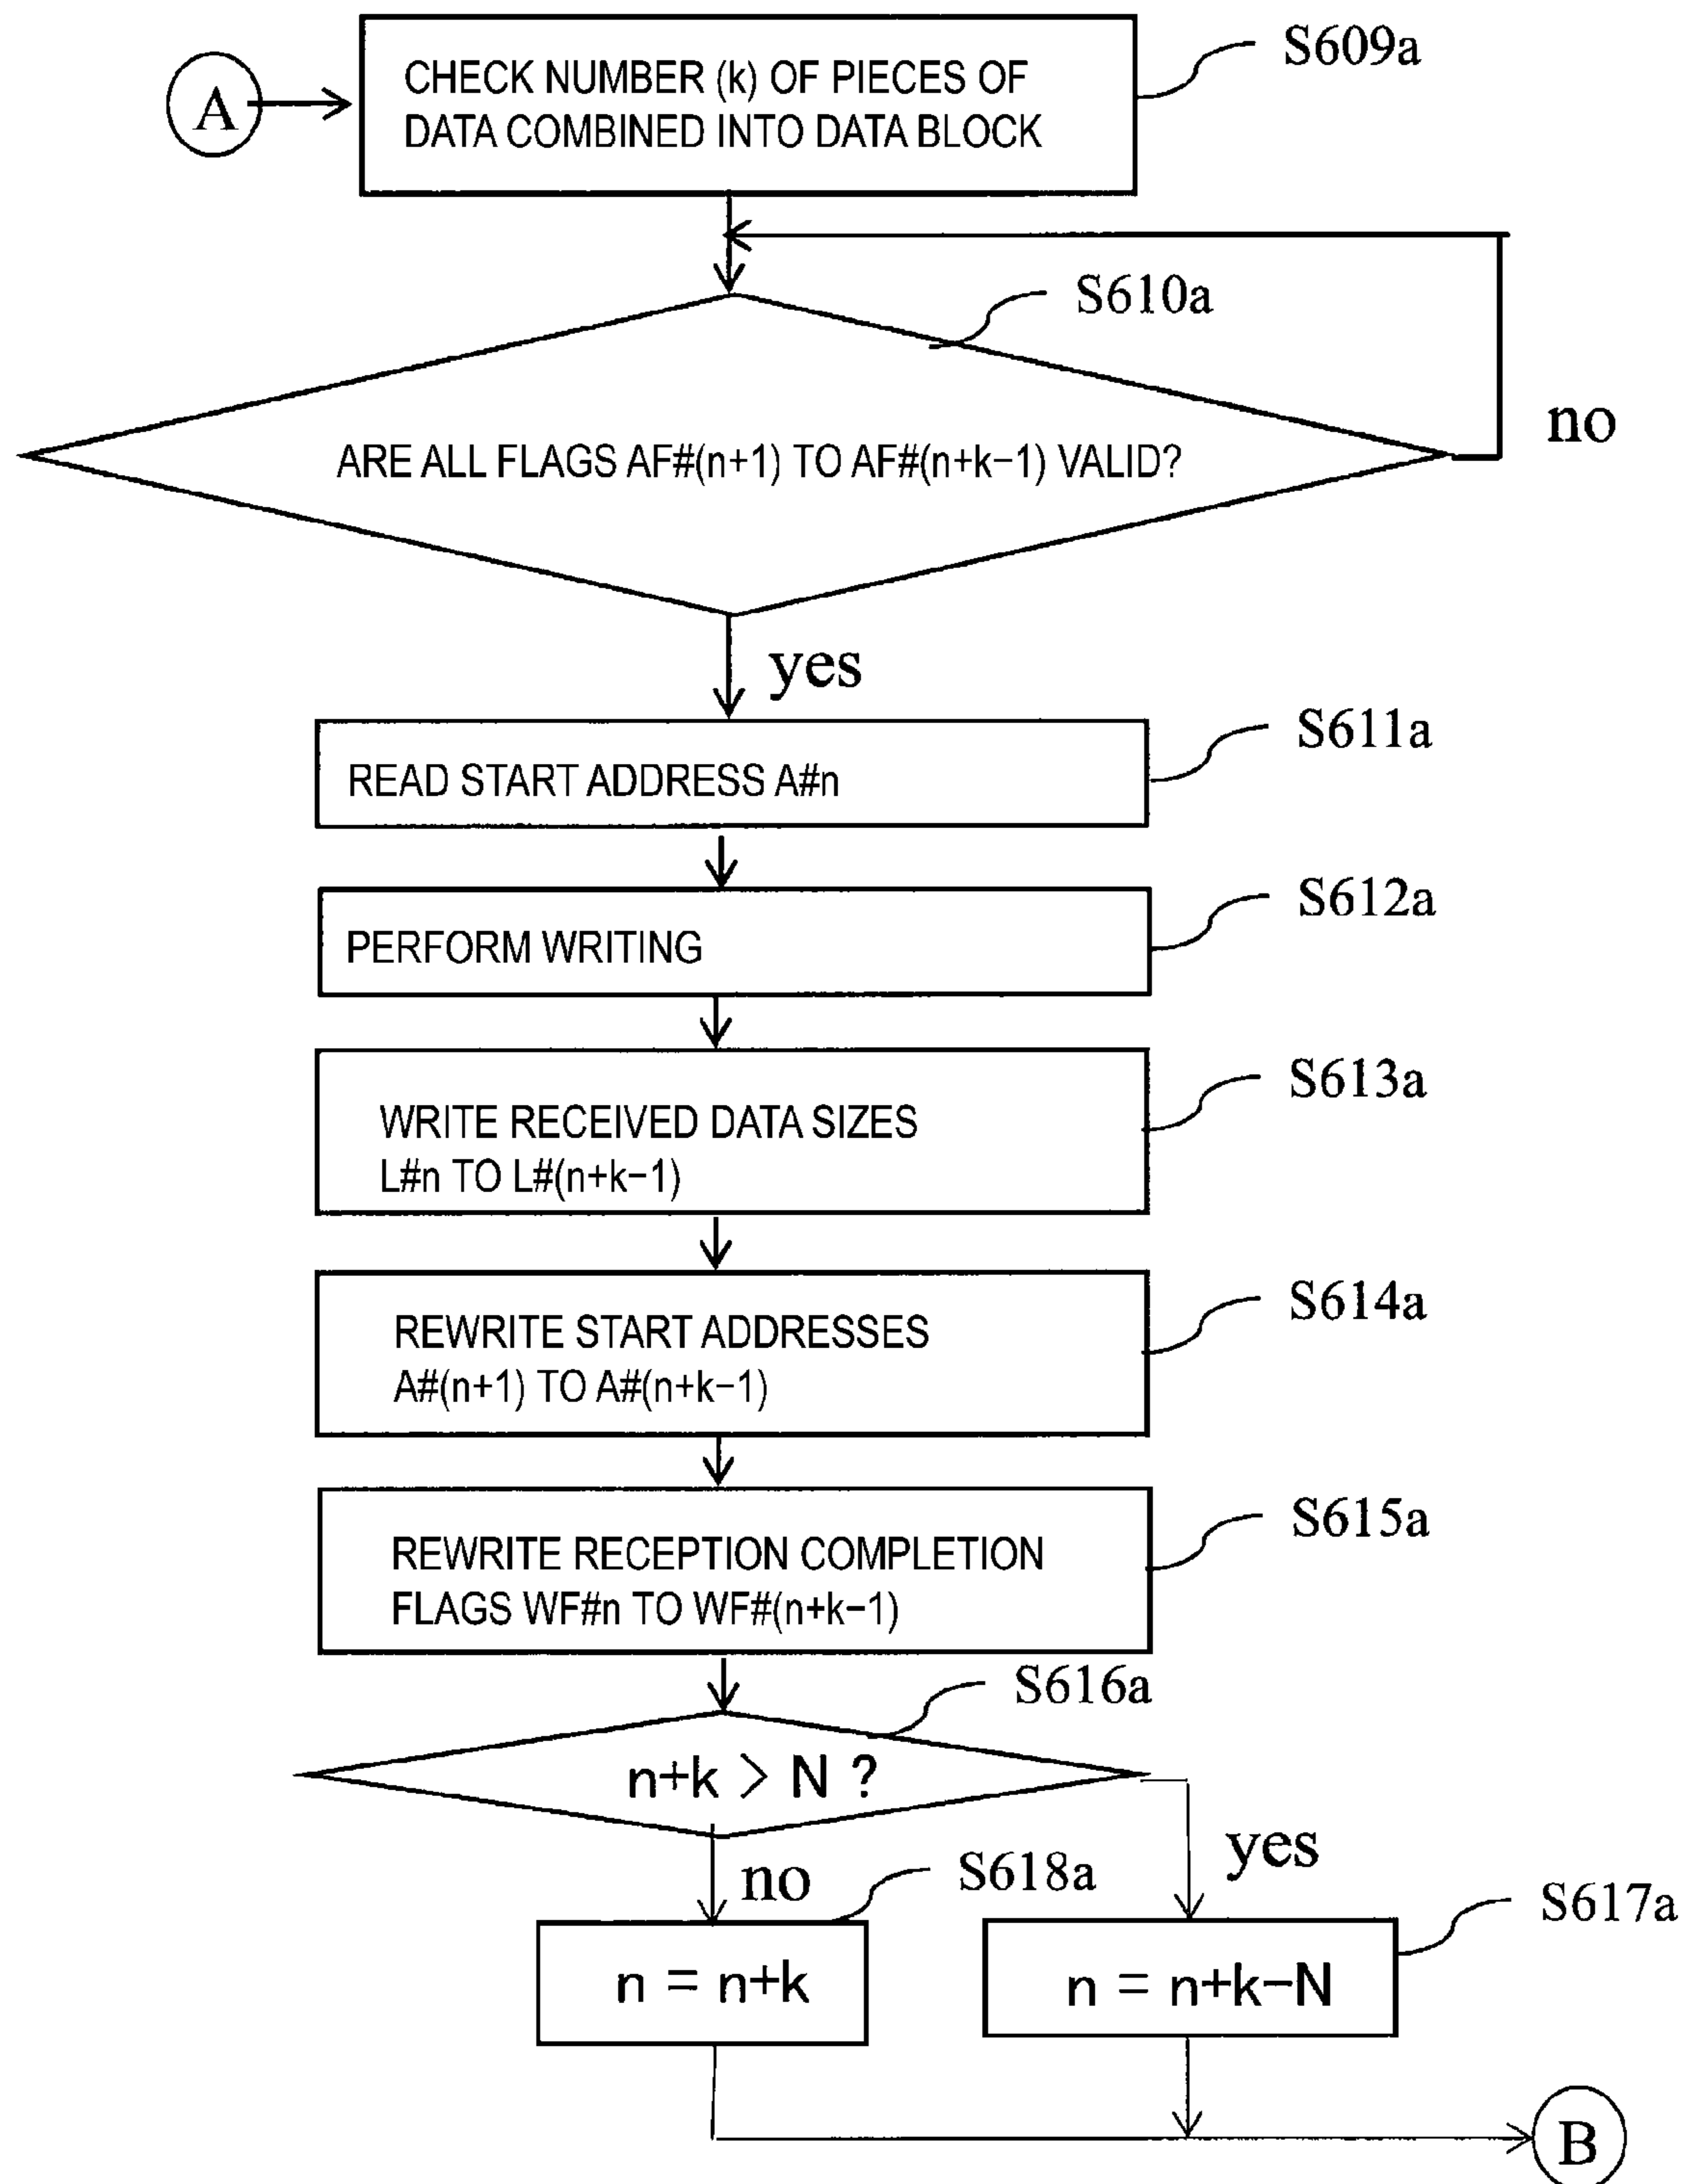 S609a
CHECK NUMBER (k) OF PIECES OF
DATA COMBINED INTO DATA BLOCK
A
S610a
no
ARE ALL FLAGS AF#(n+1) TO AF#(n+k−1) VALID?
yes
S611a
READ START ADDRESS A#n
S612a
PERFORM WRITING
S613a
WRITE RECEIVED DATA SIZES
L#n TO L#(n+k−1)
S614a
REWRITE START ADDRESSES
A#(n+1) TO A#(n+k−1)
S615a
REWRITE RECEPTION COMPLETION
FLAGS WF#n TO WF#(n+k−1)
S616a
n+k > N ?
yes
no
S618a
S617a
n = n+k
n = n+k−N
B